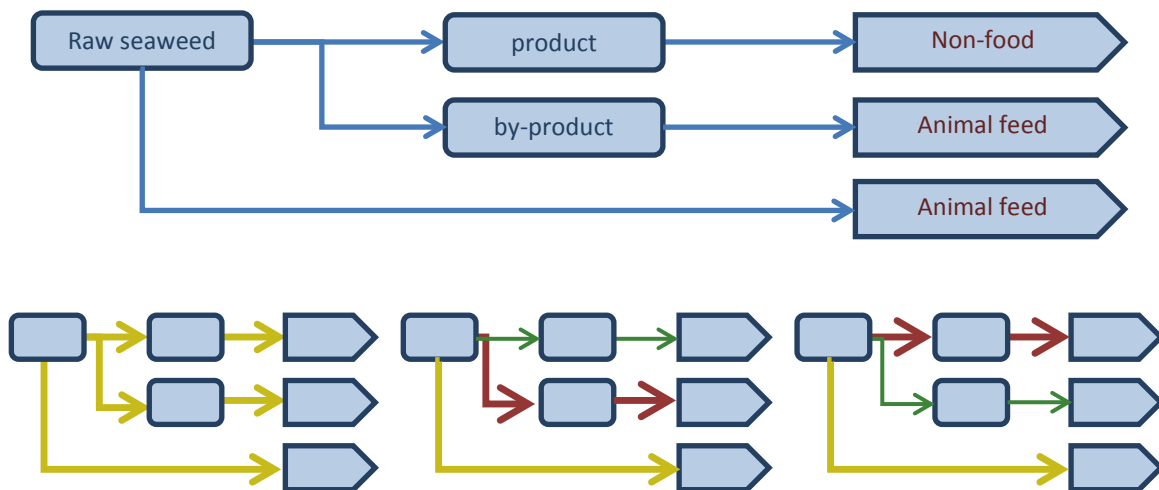 Raw seaweed
product
Non-food
by-product
Animal feed
Animal feed